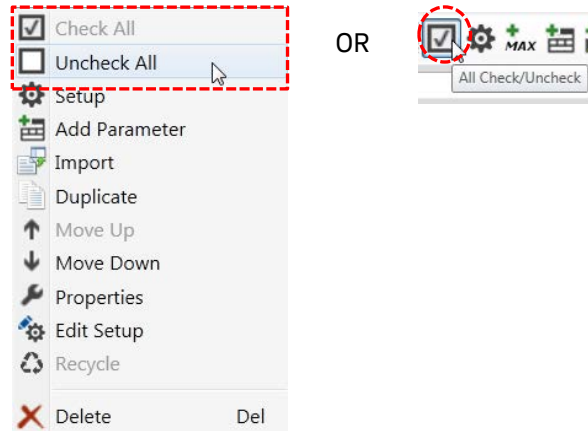 Check All
Uncheck All
Setup
Add Parameter
Import
Duplicate
Move Up
Move Down
Properties
Edit Setup
Recycle
Delete Del
OR
MAX
All Check/Uncheck